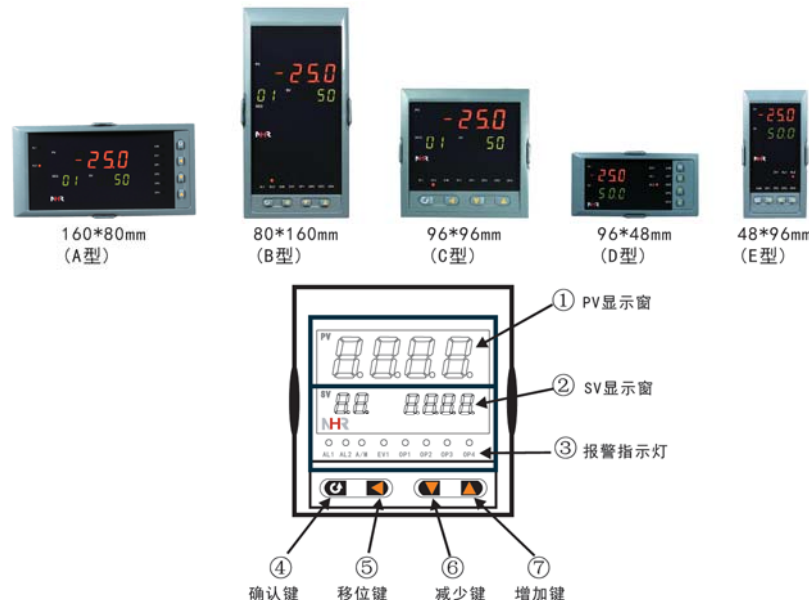 -25.0
01 50
NHR
-25.0
01 50
-25.0
01 50
-25.0
50.0
NHR
-25.0
50.0
NHR
160*80mm
(A型)
80*160mm
(B型)
96*96mm
(C型)
96*48mm
(D型)
48*96mm
(E型)
① PV显示窗
PV
② SV显示窗
SV
NHR
③ 报警指示灯
AL1 AL2 A/M EV1 OP1 OP2 OP3 OP4
④ ⑤ ⑥ ⑦
确认键 移位键 减少键 增加键